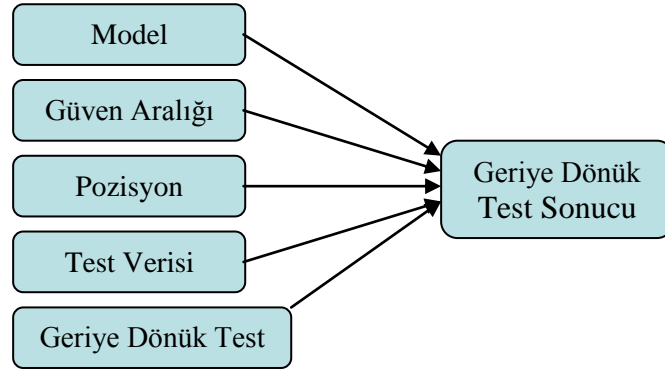 Model
Güven Aralığı
Pozisyon
Test Verisi
Geriye Dönük Test
Geriye Dönük
Test Sonucu